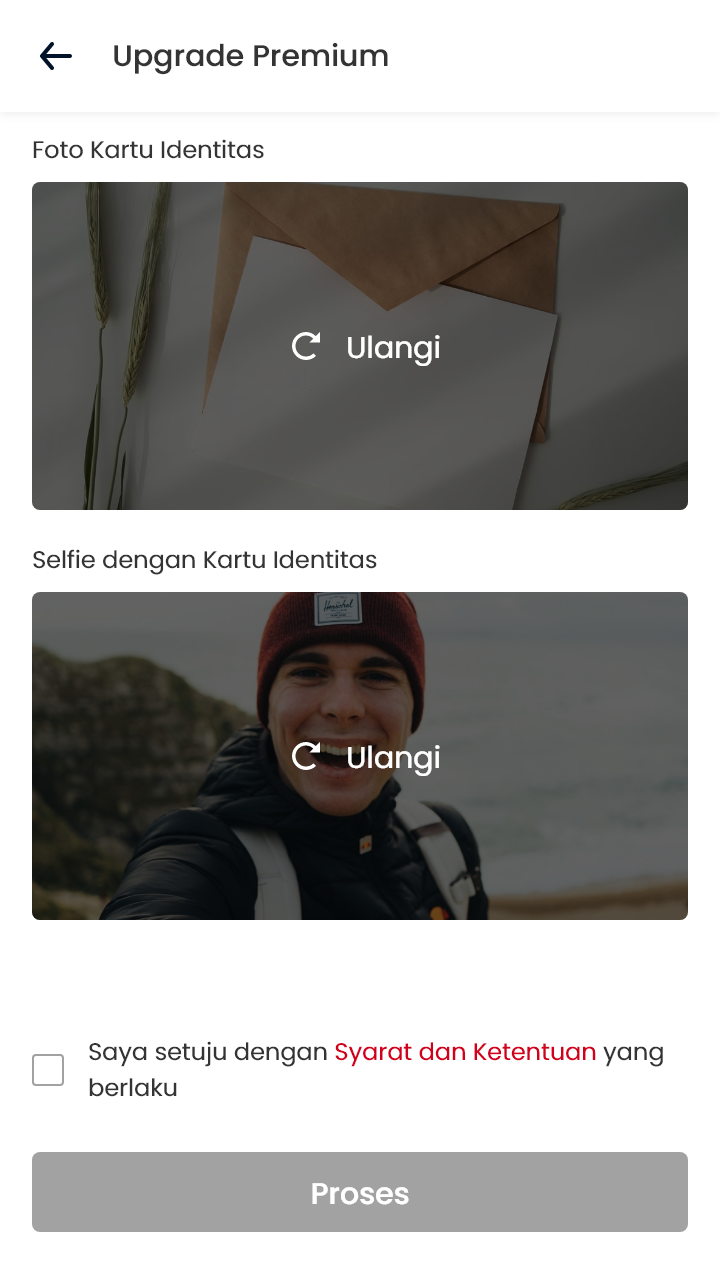 Upgrade Premium
Foto Kartu Identitas
Ulangi
Selfie dengan Kartu Identitas
Herschel
Ulangi
Saya setuju dengan Syarat dan Ketentuan yang
berlaku
Proses